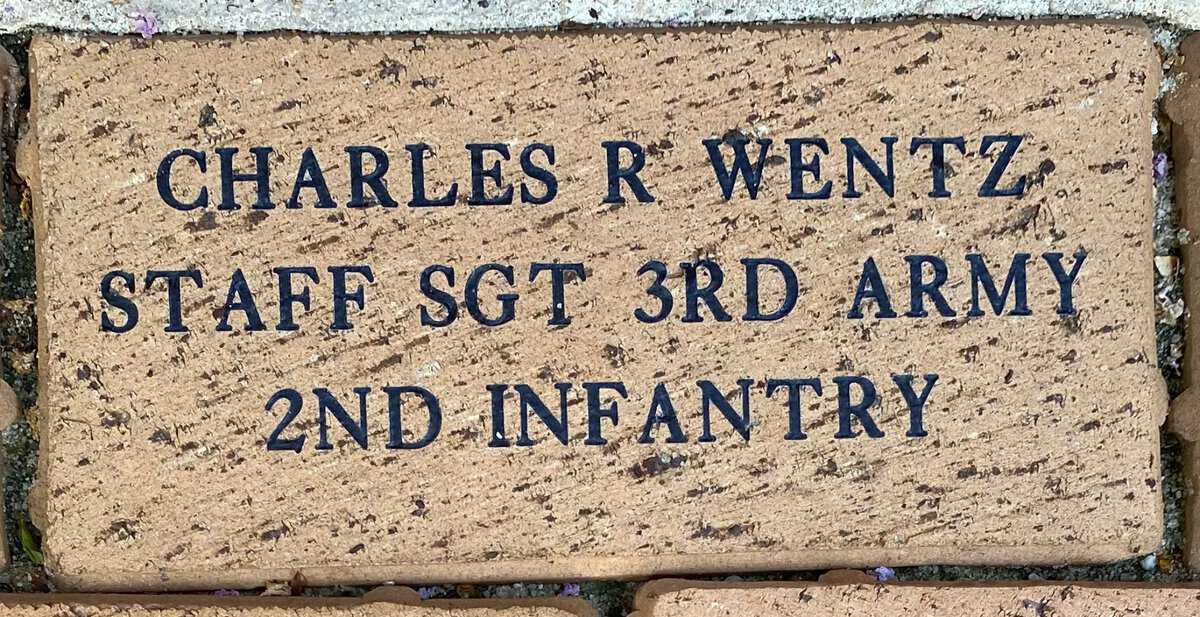 CHARLES R WENTZ
STAFF SGT 3RD ARMY
2ND INFANTRY